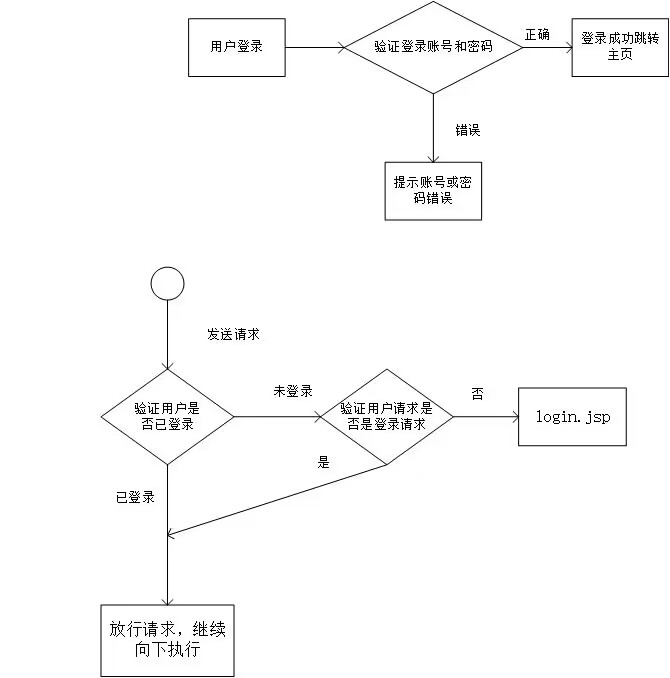 用户登录
验证登录账号和密码
正确
登录成功跳转
主页
错误
提示账号或密
码错误
发送请求
验证用户是
否已登录
未登录
验证用户请求是
否是登录请求
否
login.jsp
是
已登录
放行请求，继续
向下执行